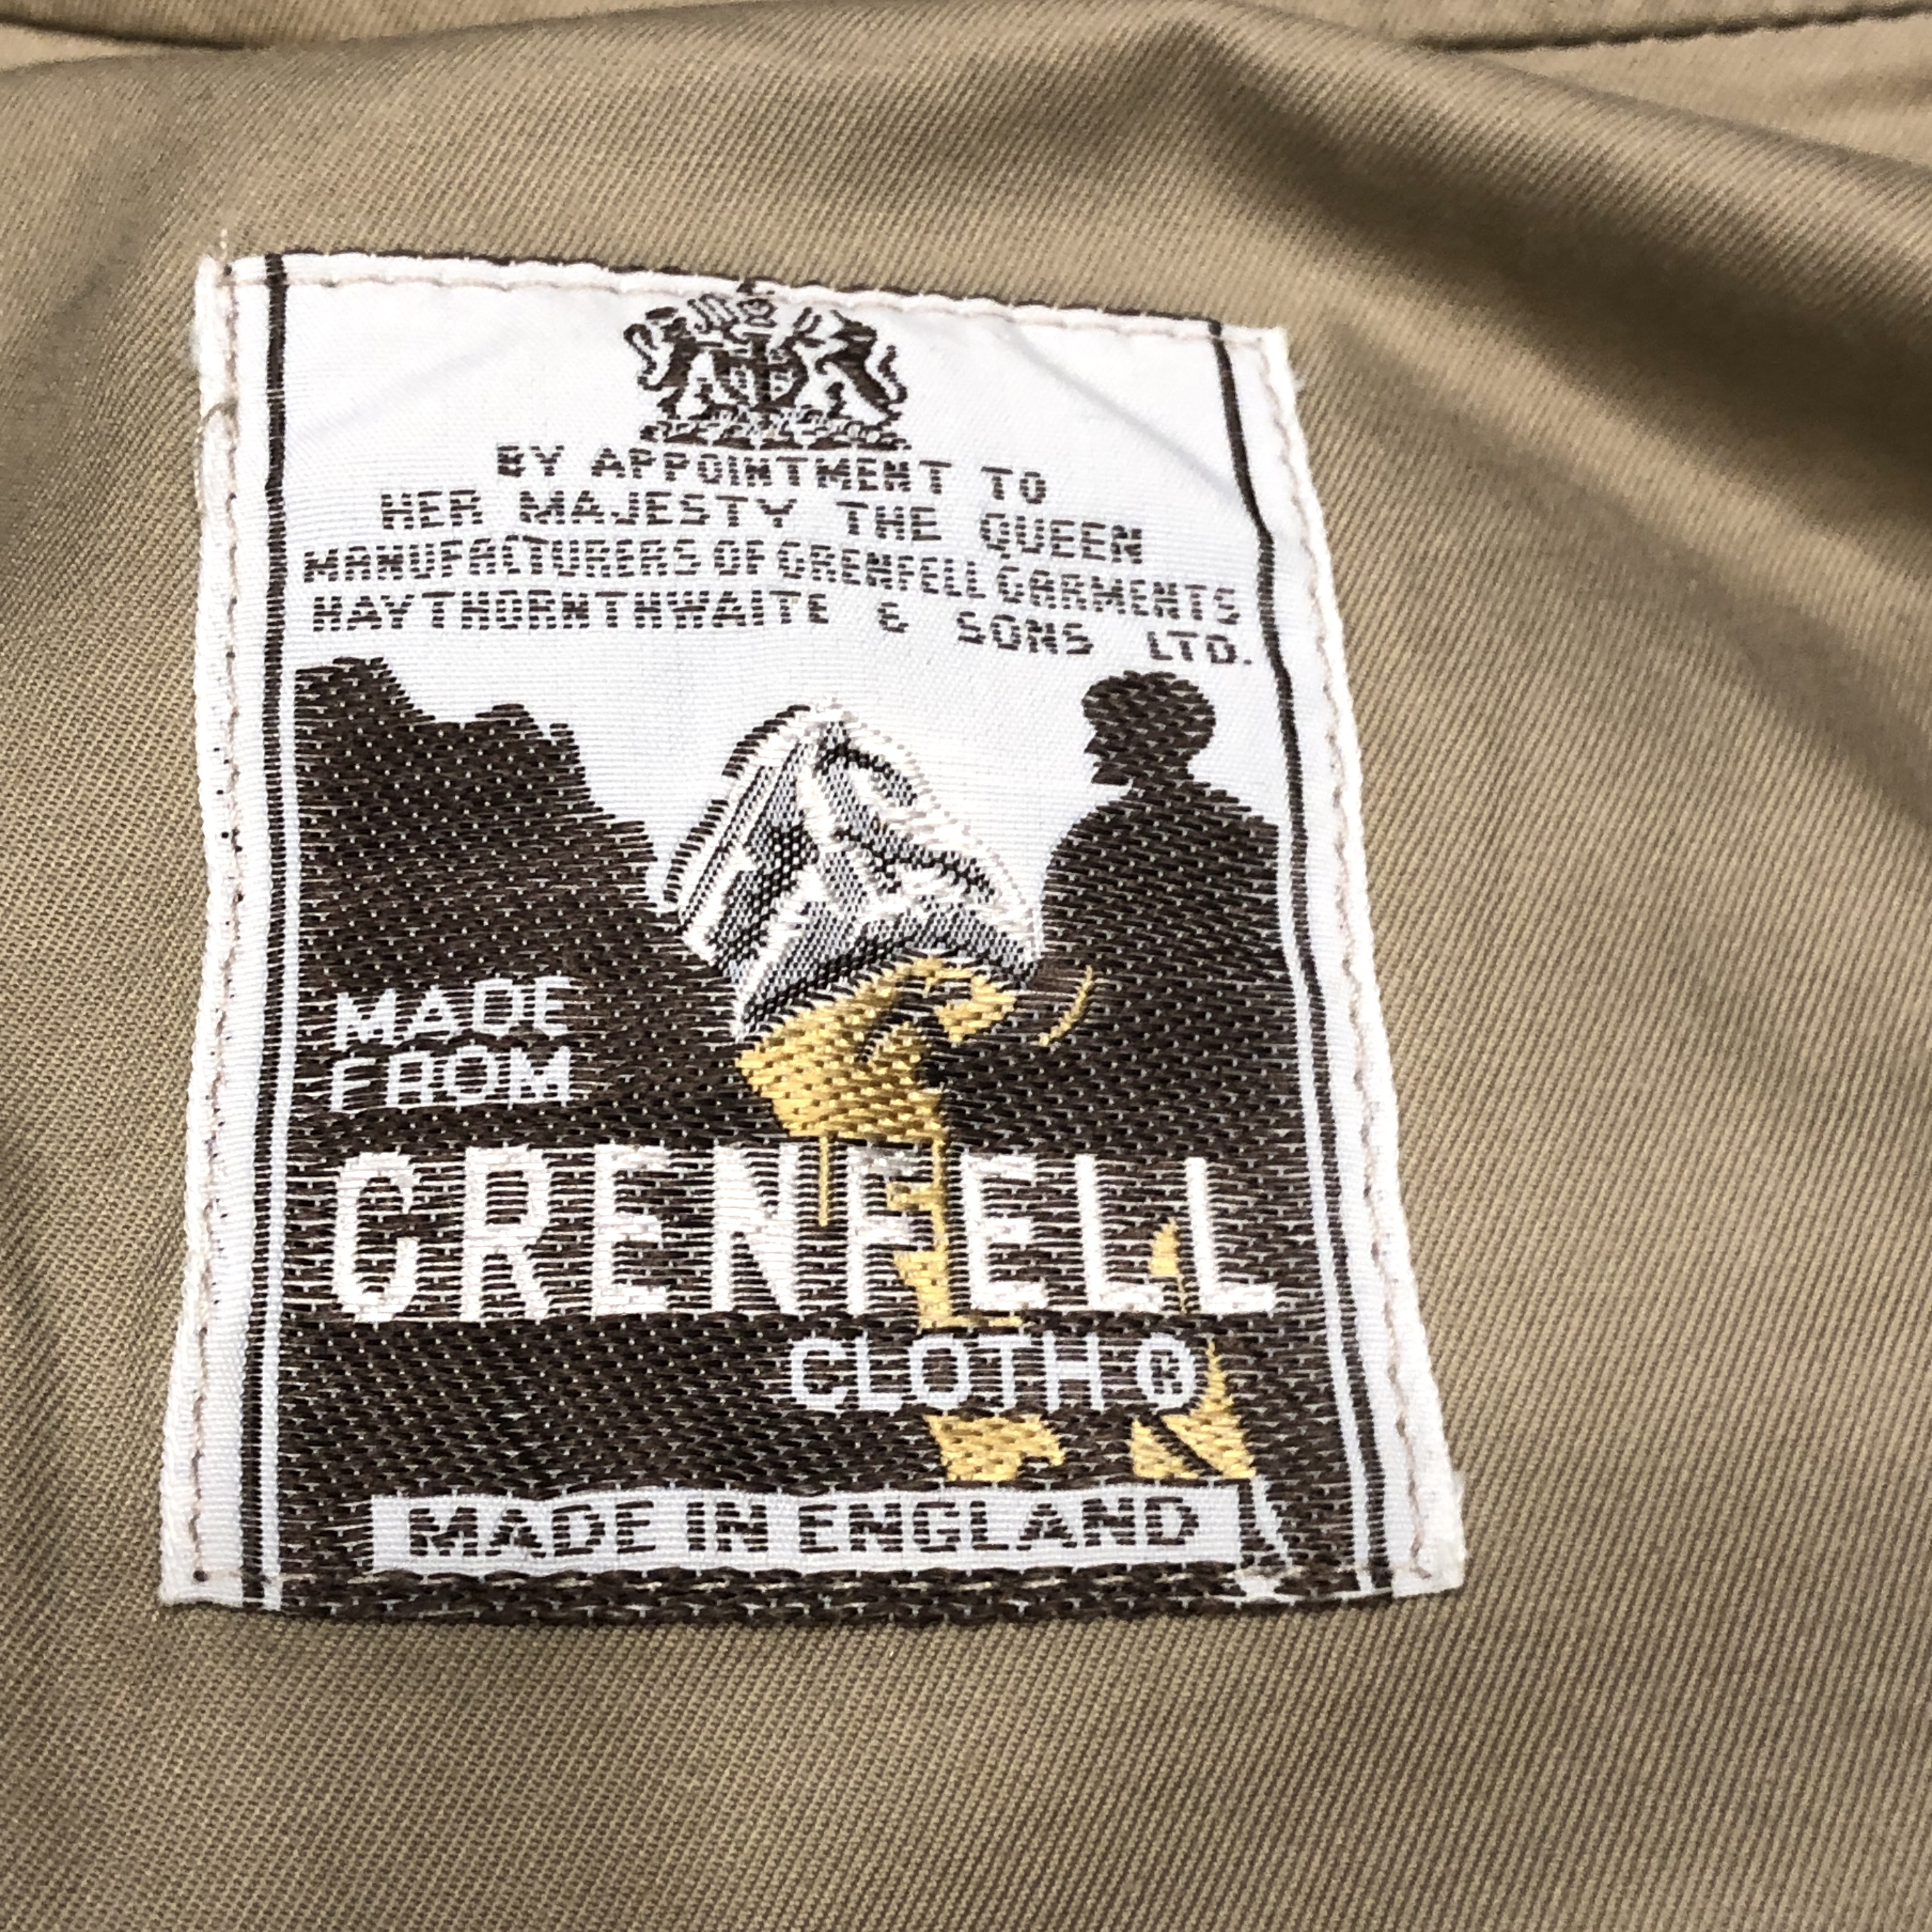 BY APPOINTMENT TO
HER MAJESTY THE QUEEN
MANUFACTURERS OF GRENFELL GARMENTS
HAYTHORNTHWAITE & SONS LTD.
MADE
FROM
GRENFELL
CLOTH ®
MADE IN ENGLAND